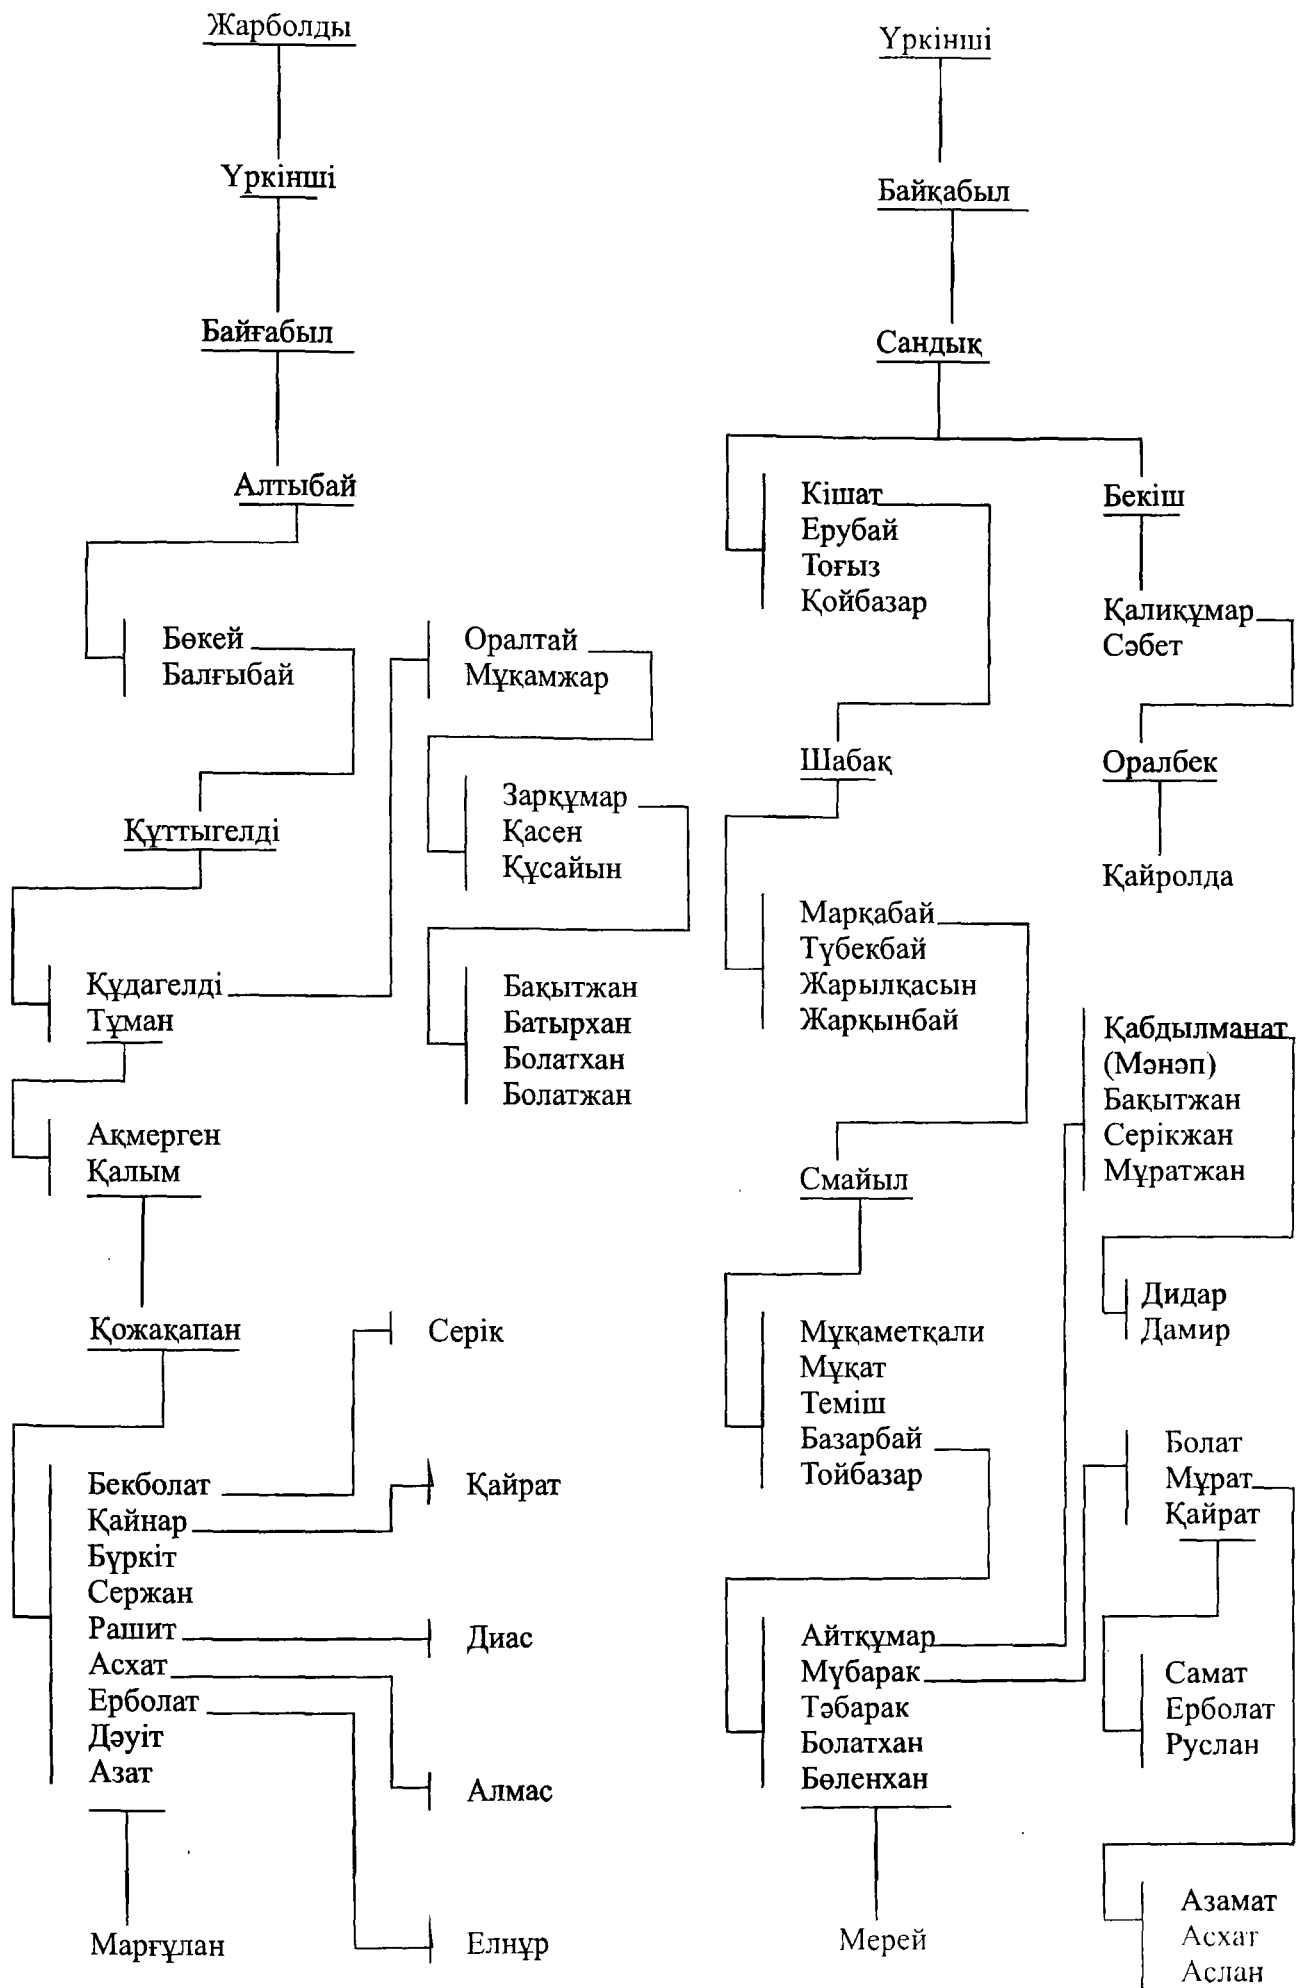 Жарболды
Үркінші
Байғабыл
Алтыбай
Бөкей
Балғыбай
Құттыгелді
Құдагелді
Тұман
Ақмерген
Қалым
Қожақапан
Бекболат
Қайнар
Бүркіт
Сержан
Рашит
Асхат
Ерболат
Дәуіт
Азат
Марғұлан
Оралтай
Мұқамжар
Зарқұмар
Қасен
Құсайын
Бақытжан
Батырхан
Болатхан
Болатжан
Серік
Қайрат
Диас
Алмас
Елнұр
Үркінші
Байқабыл
Сандық
Кішат
Ерубай
Тоғыз
Қойбазар
Шабақ
Марқабай
Түбекбай
Жарылқасын
Жарқынбай
Смайыл
Мұқаметқали
Мұқат
Теміш
Базарбай
Тойбазар
Айтқұмар
Мүбарак
Тәбарак
Болатхан
Бөленхан
Мерей
Бекіш
Қалиқұмар
Сәбет
Оралбек
Қайролда
Қабдылманат
(Мәнәп)
Бақытжан
Серікжан
Мұратжан
Дидар
Дамир
Болат
Мұрат
Қайрат
Самат
Ерболат
Руслан
Азамат
Асхат
Аслан